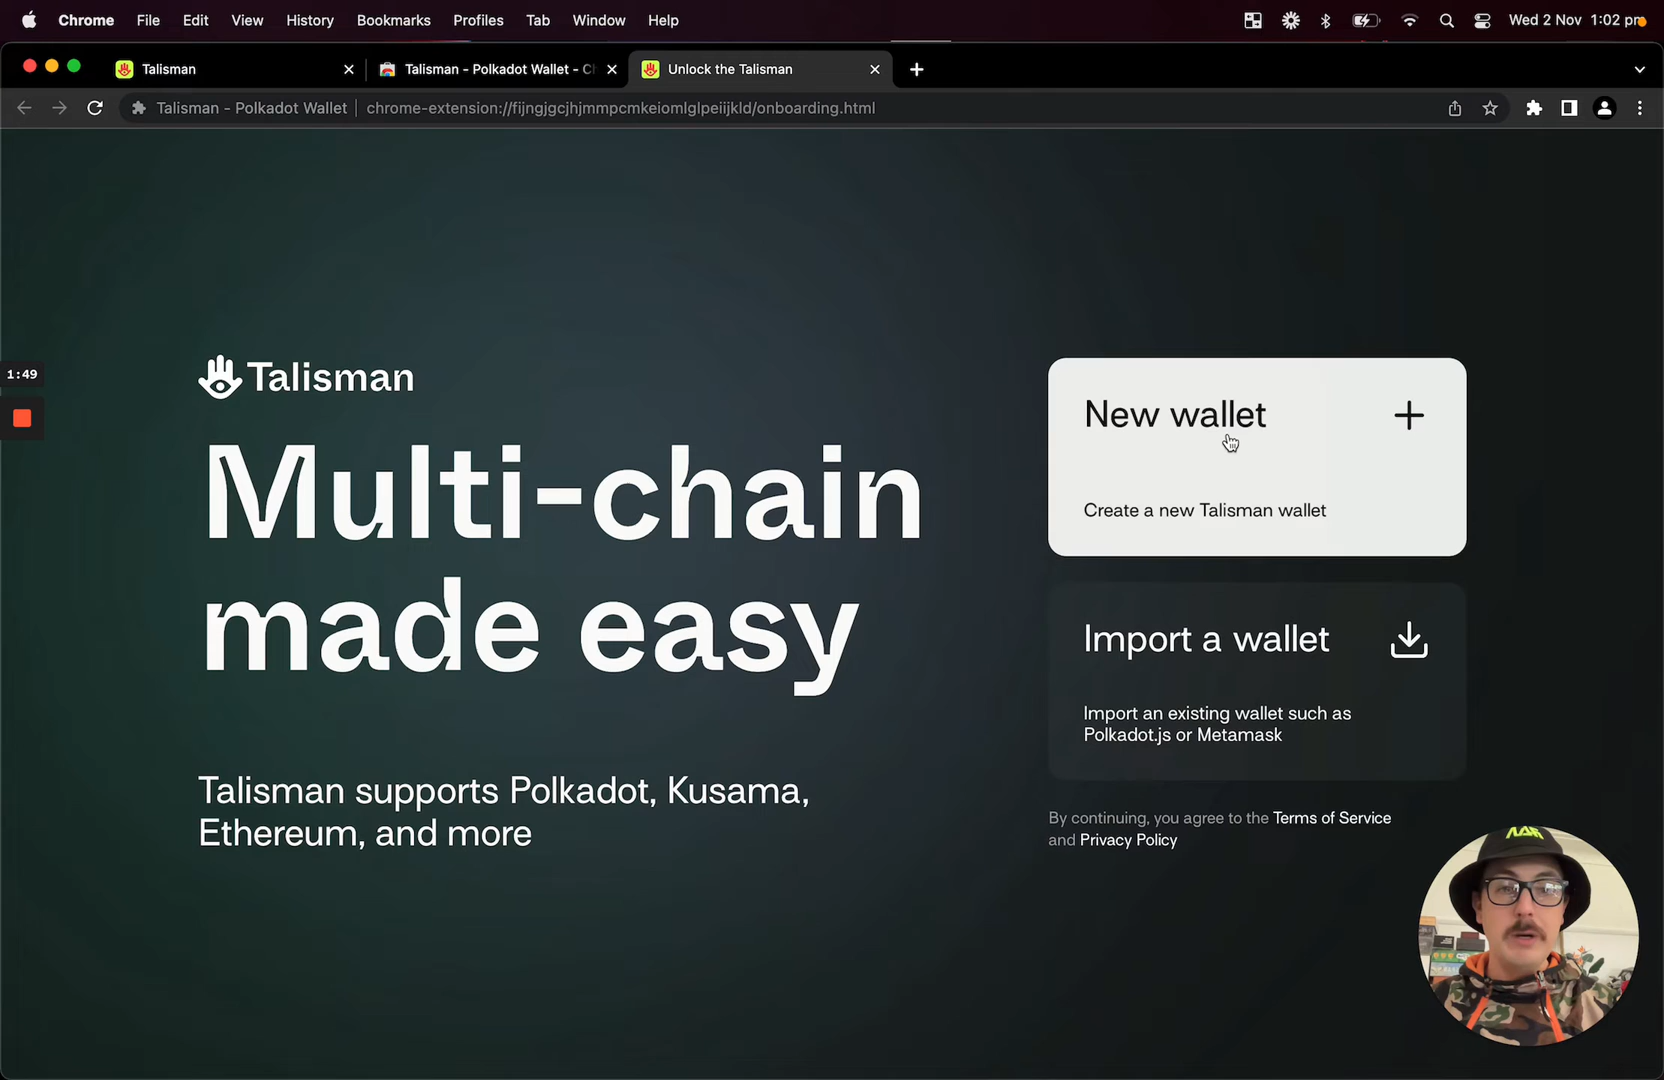 Chrome File Edit View History Bookmarks Profiles Tab Window Help Wed 2 Nov 1:02 pm
Talisman Talisman - Polkadot Wallet - Unlock the Talisman
Talisman - Polkadot Wallet chrome-extension://fijngjgcjhjmmpcmkeiomlglpeiijkld/onboarding.html
1:49
Talisman
Multi-chain
made easy
Talisman supports Polkadot, Kusama,
Ethereum, and more
New wallet
Create a new Talisman wallet
Import a wallet
Import an existing wallet such as
Polkadot.js or Metamask
By continuing, you agree to the Terms of Service
and Privacy Policy